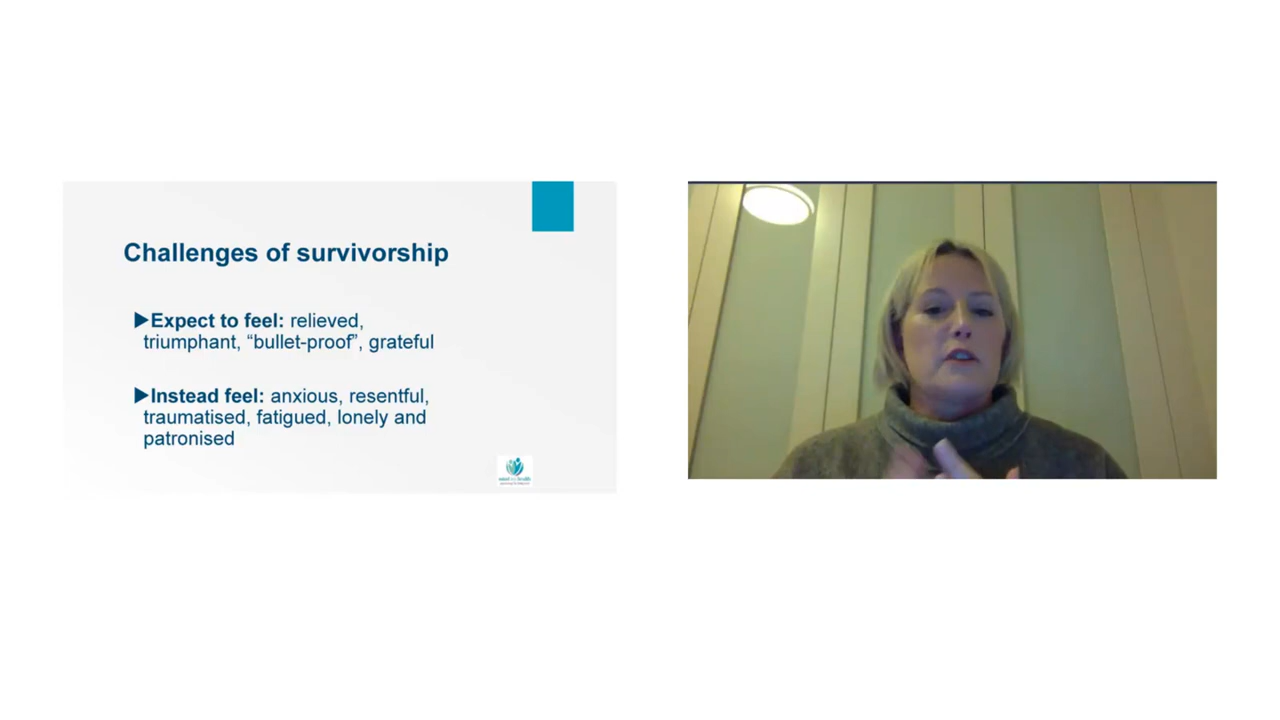 Challenges of survivorship
▶Expect to feel: relieved,
triumphant, “bullet-proof”, grateful
▶Instead feel: anxious, resentful,
traumatised, fatigued, lonely and
patronised